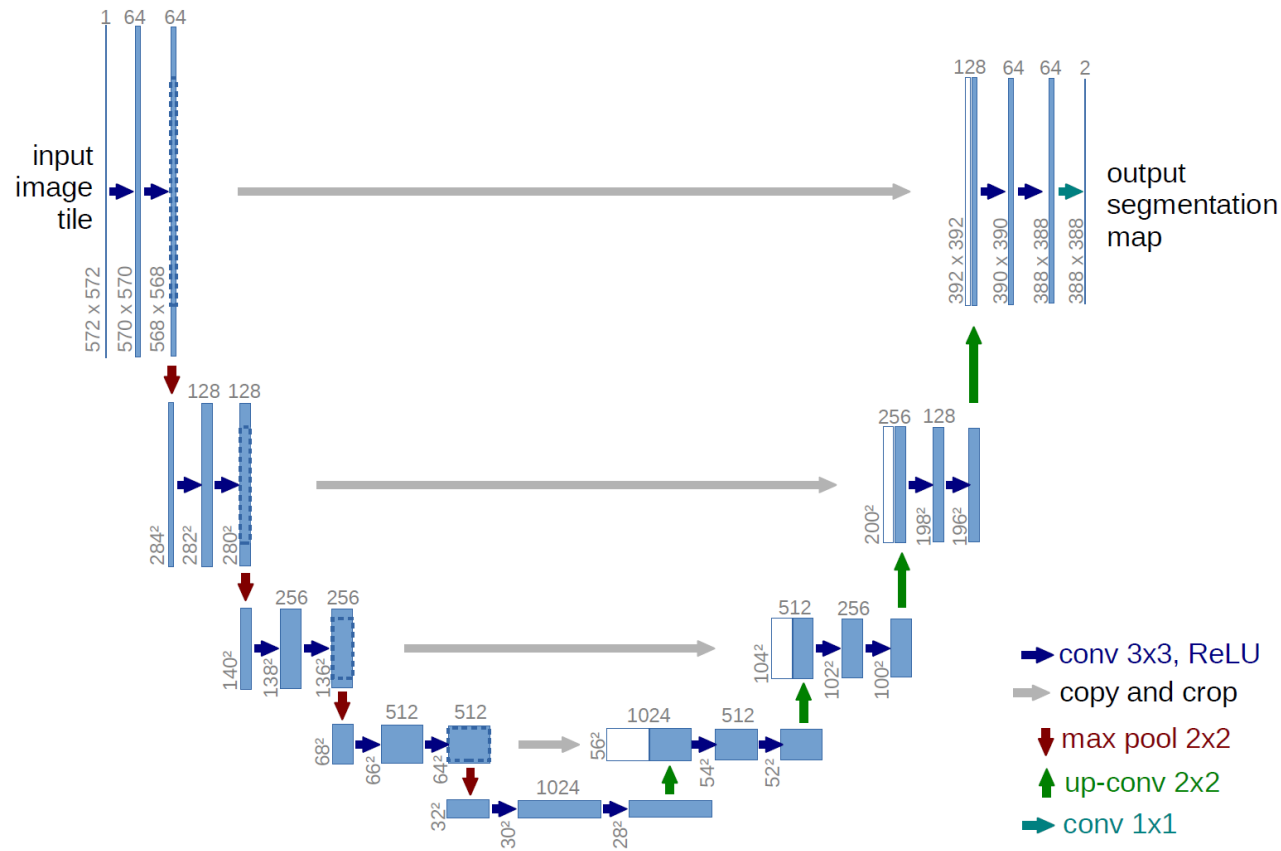 1 64 64
input
image
tile
572 x 572
570 x 570
568 x 568
128 64 64 2
output
segmentation
map
392 x 392
390 x 390
388 x 388
388 x 388
128 128
284²
282²
280²
256 128
200²
198²
196²
256 256
140²
138²
136²
512 256
104²
102²
100²
512 512
68²
66²
64²
1024 512
56²
54²
52²
1024
32²
30²
28²
conv 3x3, ReLU
copy and crop
max pool 2x2
up-conv 2x2
conv 1x1